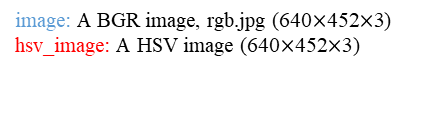 image: A BGR image, rgb.jpg (640×452×3)
hsv_image: A HSV image (640×452×3)